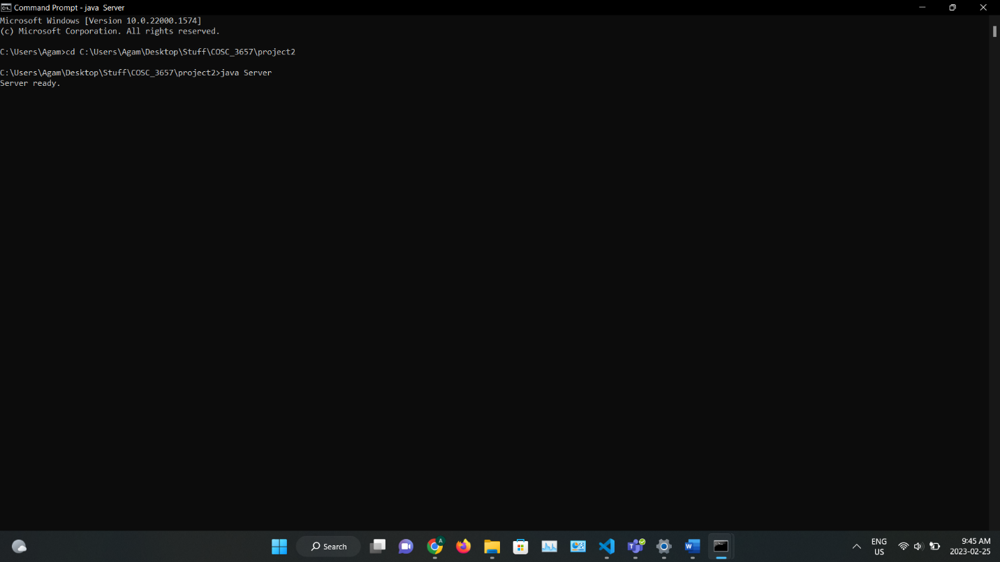 Command Prompt - java  Server
Microsoft Windows [Version 10.0.22000.1574]
(c) Microsoft Corporation. All rights reserved.
C:\Users\Agam>cd C:\Users\Agam\Desktop\Stuff\COSC_3657\project2
C:\Users\Agam\Desktop\Stuff\COSC_3657\project2>java Server
Server ready.
Search
ENG
US
9:45 AM
2023-02-25